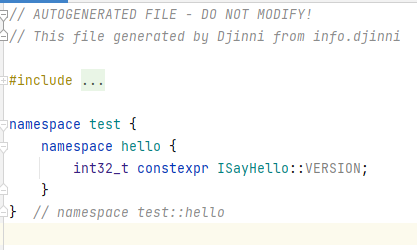 // AUTOGENERATED FILE - DO NOT MODIFY!
// This file generated by Djinni from info.djinni
#include ...
namespace test {
namespace hello {
int32_t constexpr ISayHello::VERSION;
}
}  // namespace test::hello